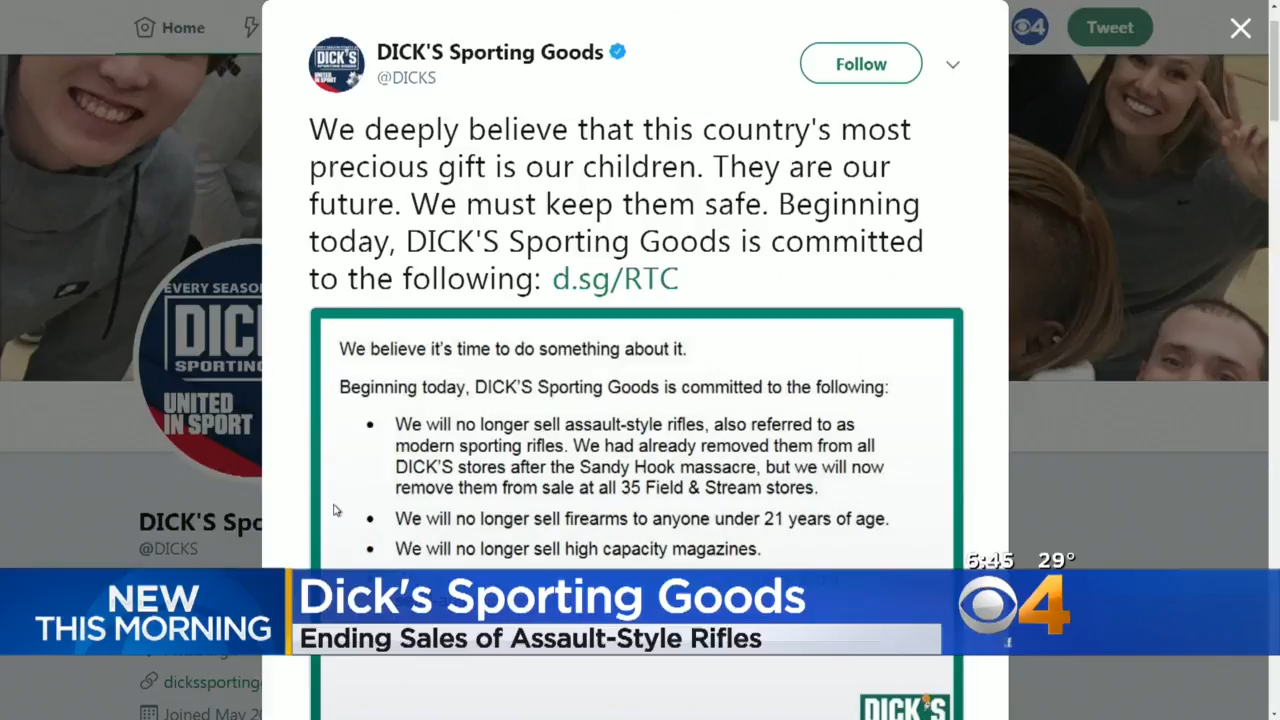 Home
DICK'S Sporting Goods
@DICKS
Follow
Tweet
4
We deeply believe that this country's most
precious gift is our children. They are our
future. We must keep them safe. Beginning
today, DICK'S Sporting Goods is committed
to the following: d.sg/RTC
EVERY SEASO
DIC
SPORTING
UNITED
IN SPORT
We believe it's time to do something about it.
Beginning today, DICK'S Sporting Goods is committed to the following:
• We will no longer sell assault-style rifles, also referred to as
modern sporting rifles. We had already removed them from all
DICK'S stores after the Sandy Hook massacre, but we will now
remove them from sale at all 35 Field & Stream stores.
• We will no longer sell firearms to anyone under 21 years of age.
• We will no longer sell high capacity magazines.
DICK'S Spo
@DICKS
6:45 29°
NEW
THIS MORNING
Dick's Sporting Goods
Ending Sales of Assault-Style Rifles
4
dickssporting
Joined May 20
DICK'S